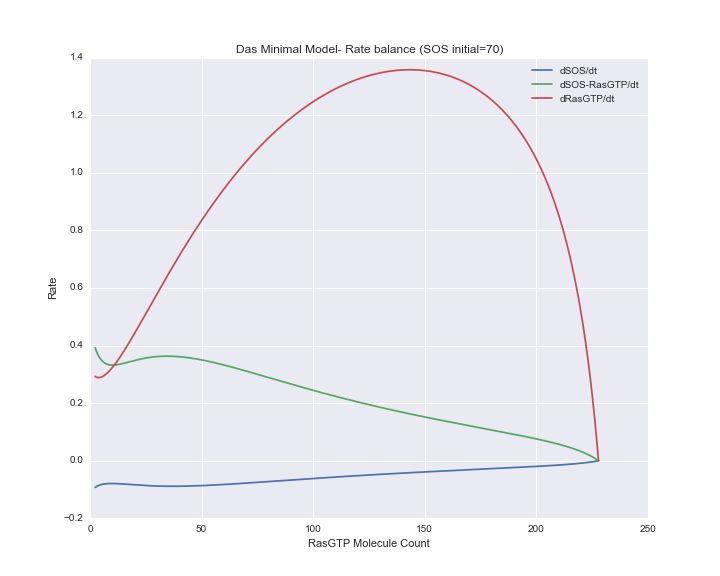 Das Minimal Model- Rate balance (SOS initial=70)
1.4
1.2
1.0
0.8
0.6
0.4
0.2
0.0
−0.2
Rate
dSOS/dt
dSOS-RasGTP/dt
dRasGTP/dt
0 50 100 150 200 250
RasGTP Molecule Count